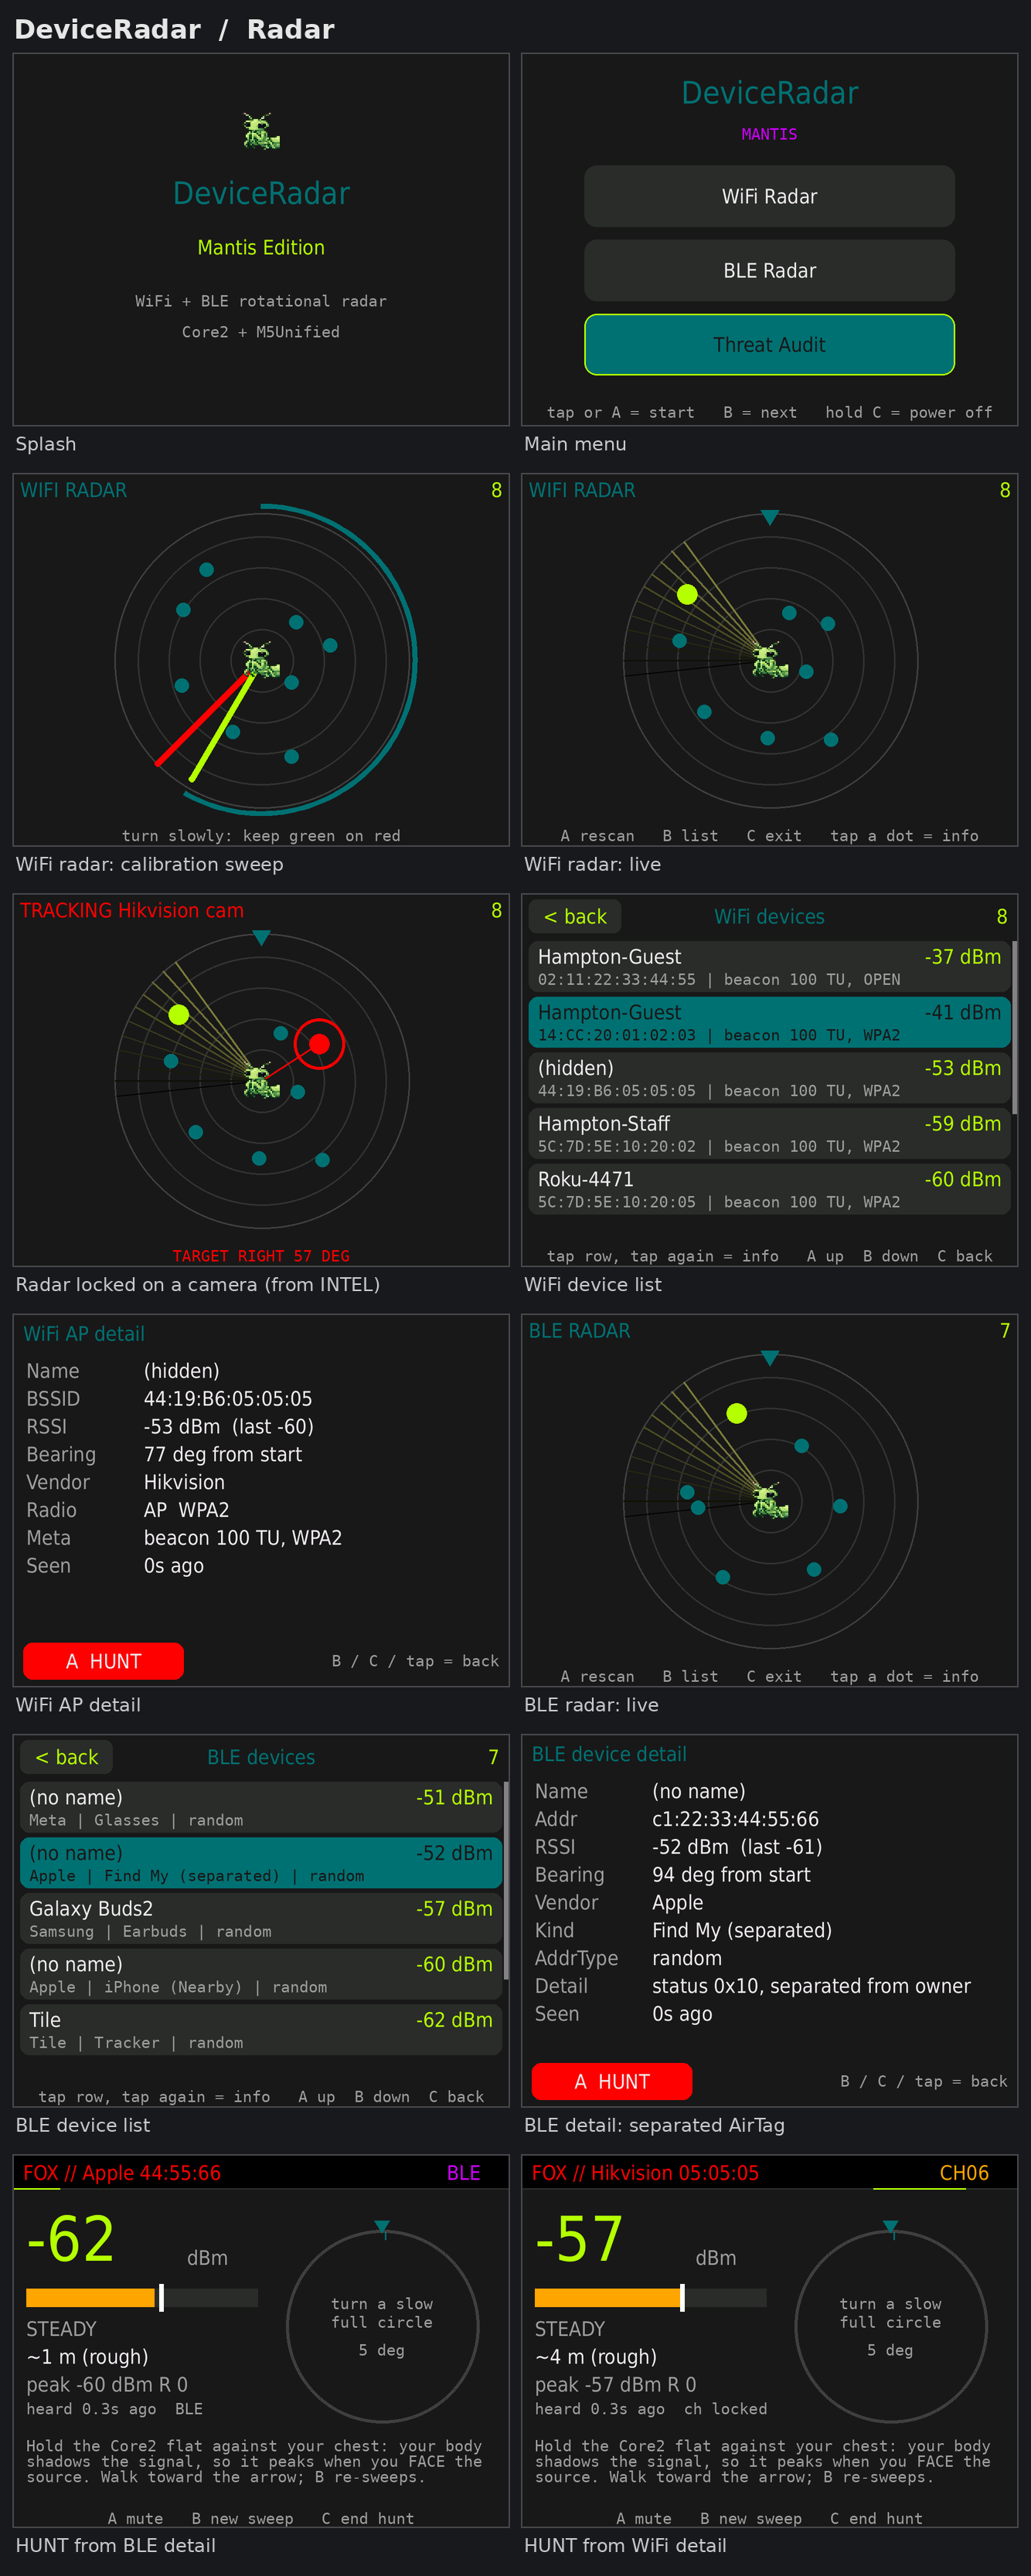 DeviceRadar / Radar
DeviceRadar
Mantis Edition
WiFi + BLE rotational radar
Core2 + M5Unified
Splash
DeviceRadar
MANTIS
WiFi Radar
BLE Radar
Threat Audit
tap or A = start B = next hold C = power off
Main menu
WIFI RADAR 8
turn slowly: keep green on red
WiFi radar: calibration sweep
WIFI RADAR 8
A rescan B list C exit tap a dot = info
WiFi radar: live
TRACKING Hikvision cam 8
TARGET RIGHT 57 DEG
Radar locked on a camera (from INTEL)
< back WiFi devices 8
Hampton-Guest -37 dBm
02:11:22:33:44:55 | beacon 100 TU, OPEN
Hampton-Guest -41 dBm
14:CC:20:01:02:03 | beacon 100 TU, WPA2
(hidden) -53 dBm
44:19:B6:05:05:05 | beacon 100 TU, WPA2
Hampton-Staff -59 dBm
5C:7D:5E:10:20:02 | beacon 100 TU, WPA2
Roku-4471 -60 dBm
5C:7D:5E:10:20:05 | beacon 100 TU, WPA2
tap row, tap again = info A up B down C back
WiFi device list
WiFi AP detail
Name (hidden)
BSSID 44:19:B6:05:05:05
RSSI -53 dBm (last -60)
Bearing 77 deg from start
Vendor Hikvision
Radio AP WPA2
Meta beacon 100 TU, WPA2
Seen 0s ago
A HUNT B / C / tap = back
WiFi AP detail
BLE RADAR 7
A rescan B list C exit tap a dot = info
BLE radar: live
< back BLE devices 7
(no name) -51 dBm
Meta | Glasses | random
(no name) -52 dBm
Apple | Find My (separated) | random
Galaxy Buds2 -57 dBm
Samsung | Earbuds | random
(no name) -60 dBm
Apple | iPhone (Nearby) | random
Tile -62 dBm
Tile | Tracker | random
tap row, tap again = info A up B down C back
BLE device list
BLE device detail
Name (no name)
Addr c1:22:33:44:55:66
RSSI -52 dBm (last -61)
Bearing 94 deg from start
Vendor Apple
Kind Find My (separated)
AddrType random
Detail status 0x10, separated from owner
Seen 0s ago
A HUNT B / C / tap = back
BLE detail: separated AirTag
FOX // Apple 44:55:66 BLE
-62 dBm
turn a slow
full circle
5 deg
STEADY
~1 m (rough)
peak -60 dBm R 0
heard 0.3s ago BLE
Hold the Core2 flat against your chest: your body
shadows the signal, so it peaks when you FACE the
source. Walk toward the arrow; B re-sweeps.
A mute B new sweep C end hunt
HUNT from BLE detail
FOX // Hikvision 05:05:05 CH06
-57 dBm
turn a slow
full circle
5 deg
STEADY
~4 m (rough)
peak -57 dBm R 0
heard 0.3s ago ch locked
Hold the Core2 flat against your chest: your body
shadows the signal, so it peaks when you FACE the
source. Walk toward the arrow; B re-sweeps.
A mute B new sweep C end hunt
HUNT from WiFi detail